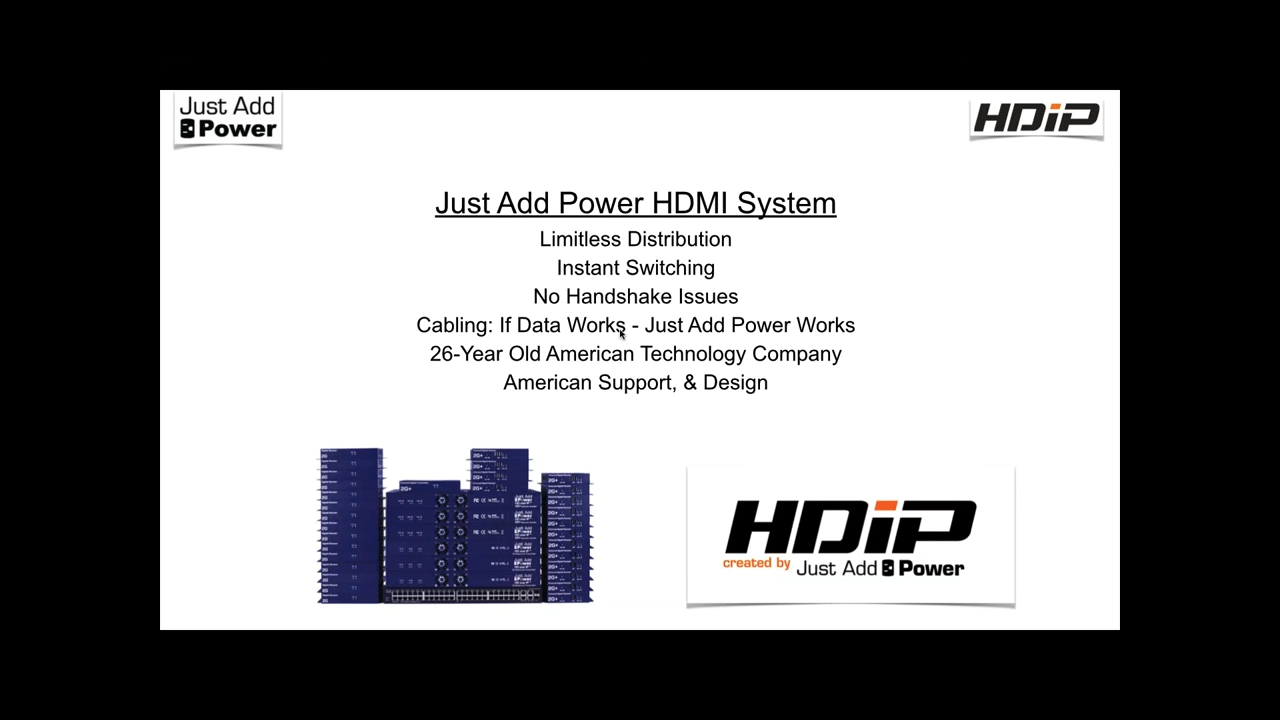 Just Add
Power
HDiP
Just Add Power HDMI System
Limitless Distribution
Instant Switching
No Handshake Issues
Cabling: If Data Works - Just Add Power Works
26-Year Old American Technology Company
American Support, & Design
HDiP
created by Just Add Power